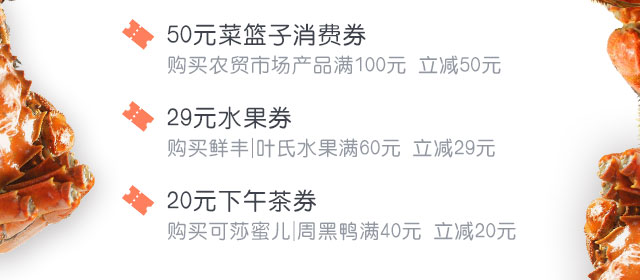 50元菜篮子消费券
购买农贸市场产品满100元 立减50元
29元水果券
购买鲜丰|叶氏水果满60元 立减29元
20元下午茶券
购买可莎蜜儿|周黑鸭满40元 立减20元